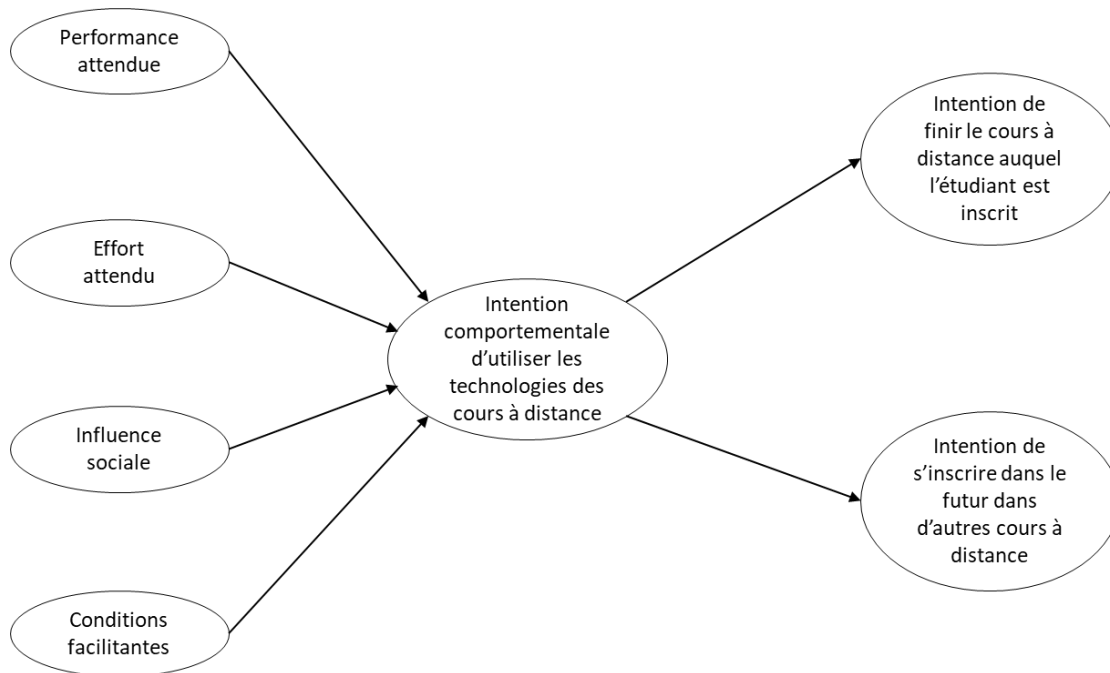 Performance
attendue
Effort
attendu
Influence
sociale
Conditions
facilitantes
Intention
comportementale
d’utiliser les
technologies des
cours à distance
Intention de
finir le cours à
distance auquel
l’étudiant est
inscrit
Intention de
s’inscrire dans le
futur dans
d’autres cours à
distance